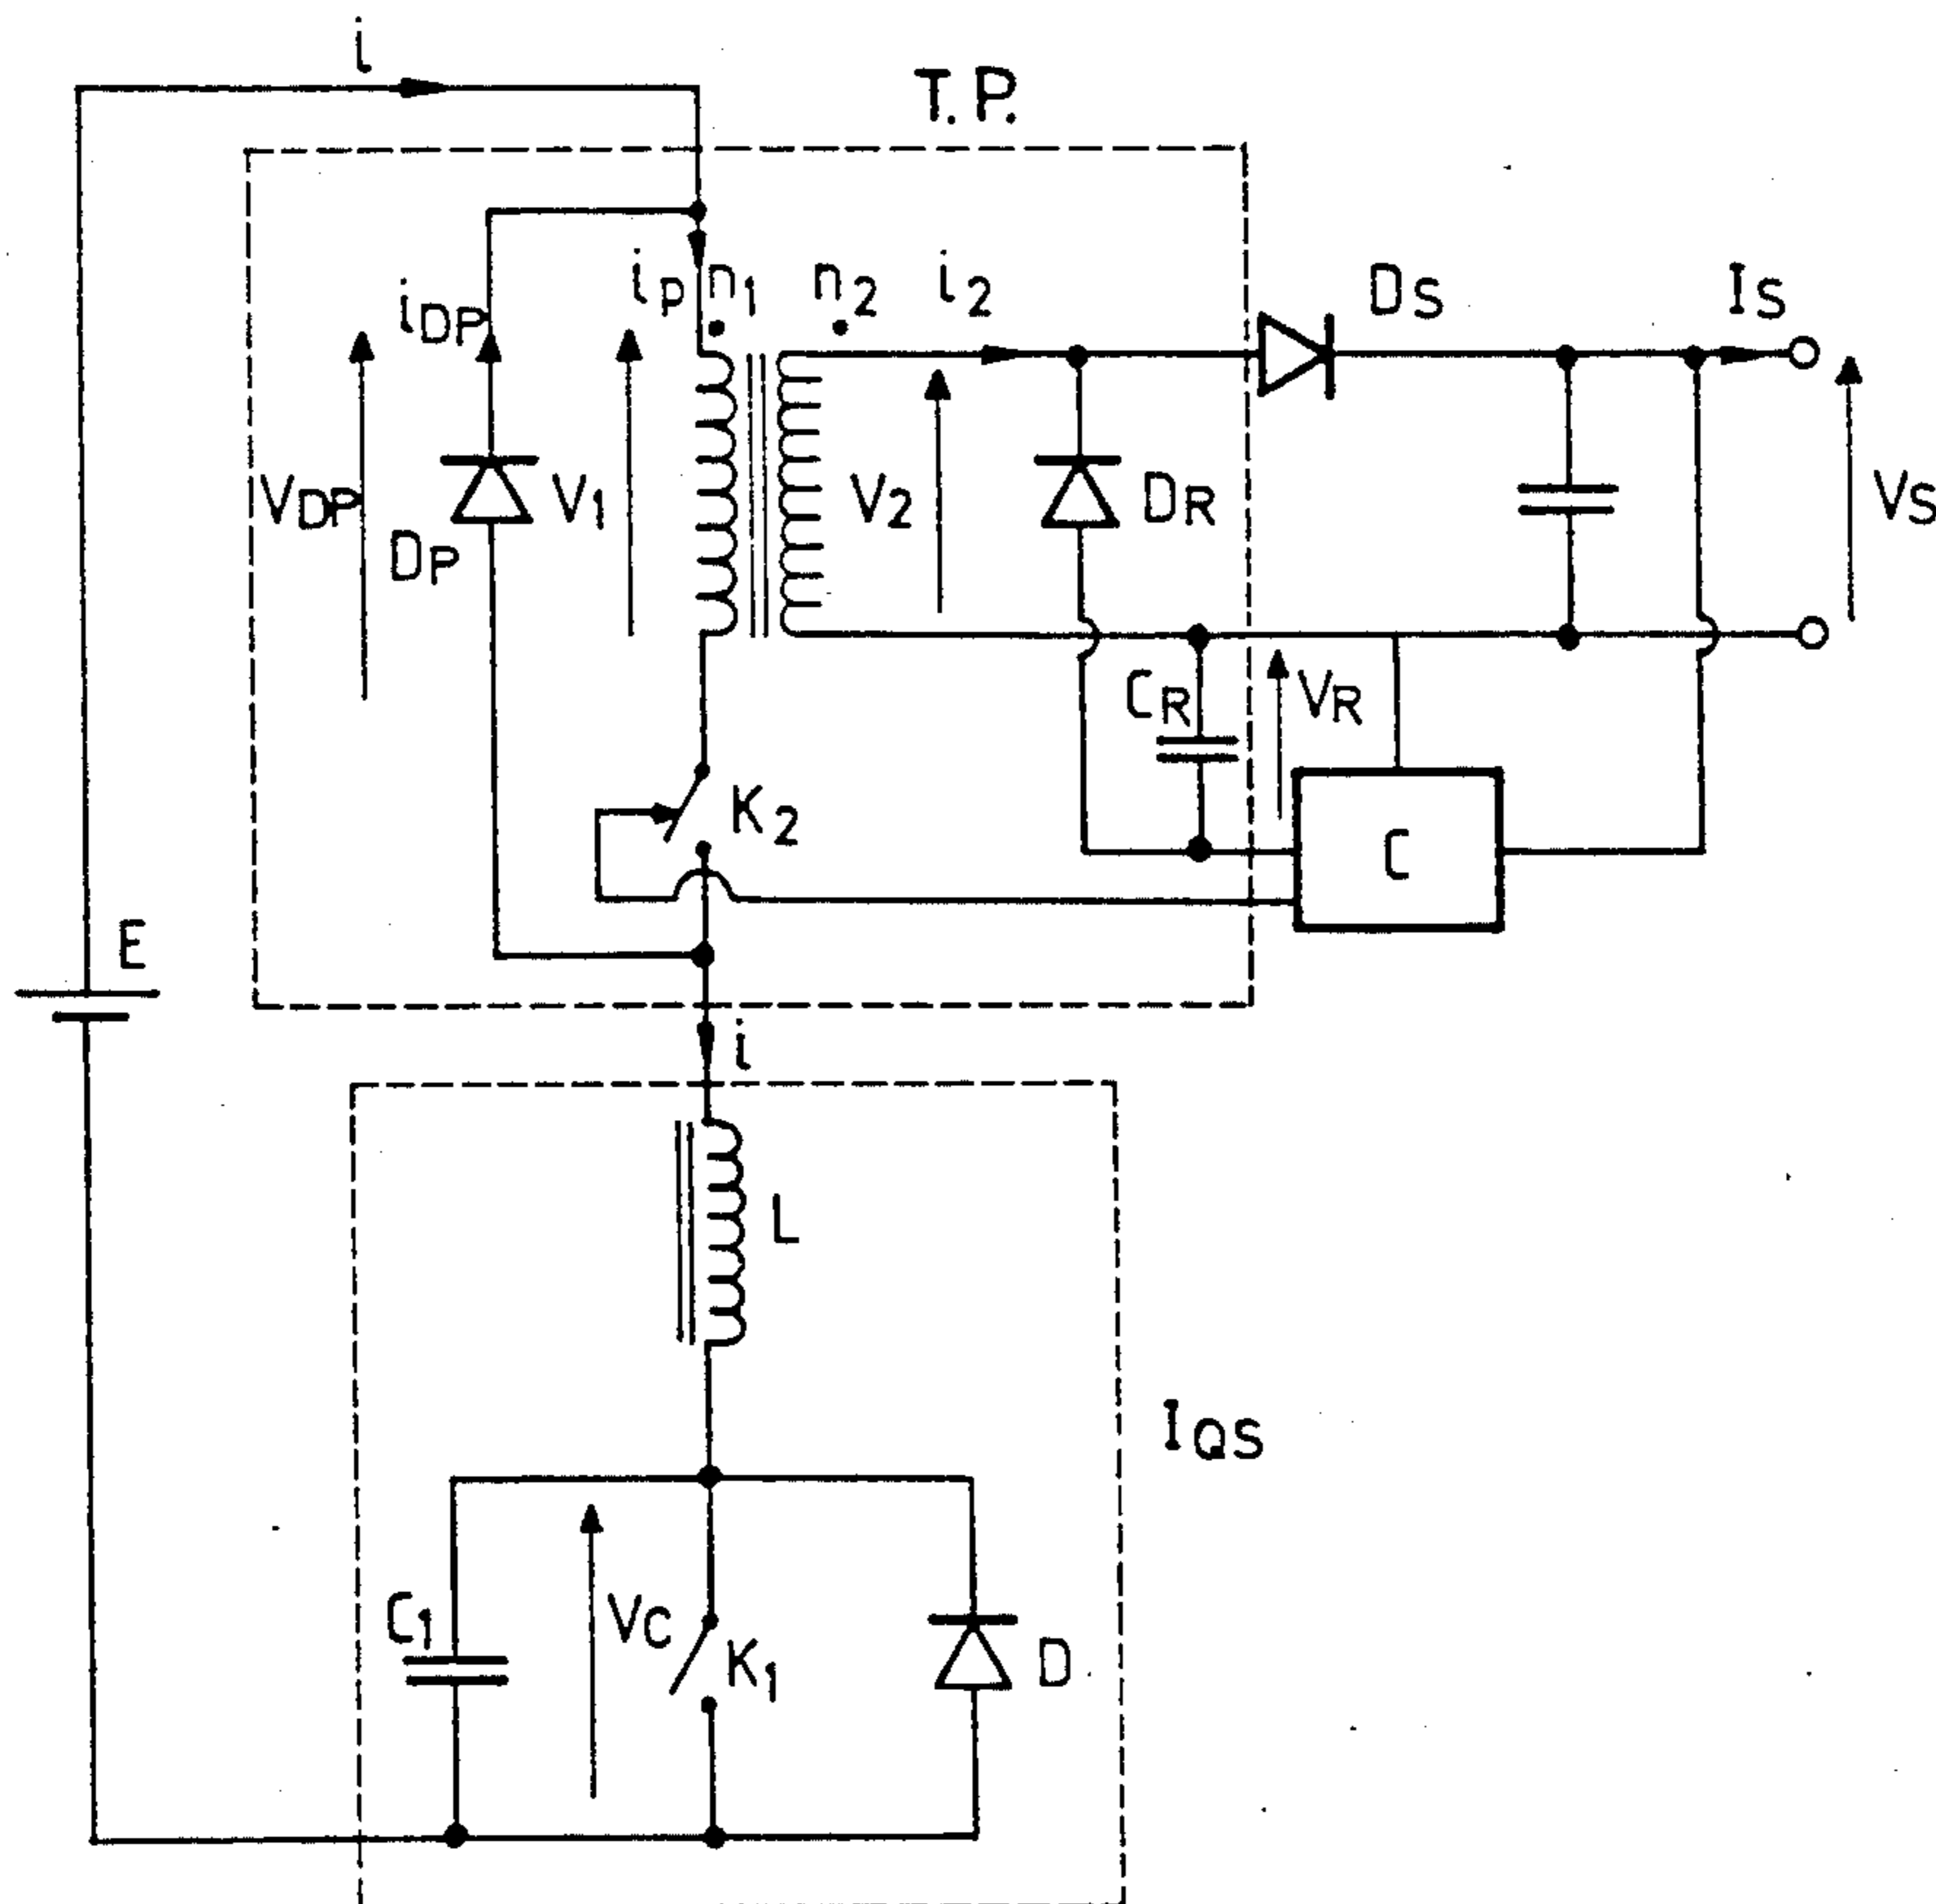 i
T.P.
iDP
iP
n1
n2
i2
DS
IS
VDP
DP
V1
V2
DR
VS
CR
VR
K2
C
E
i
L
IQS
C1
VC
K1
D